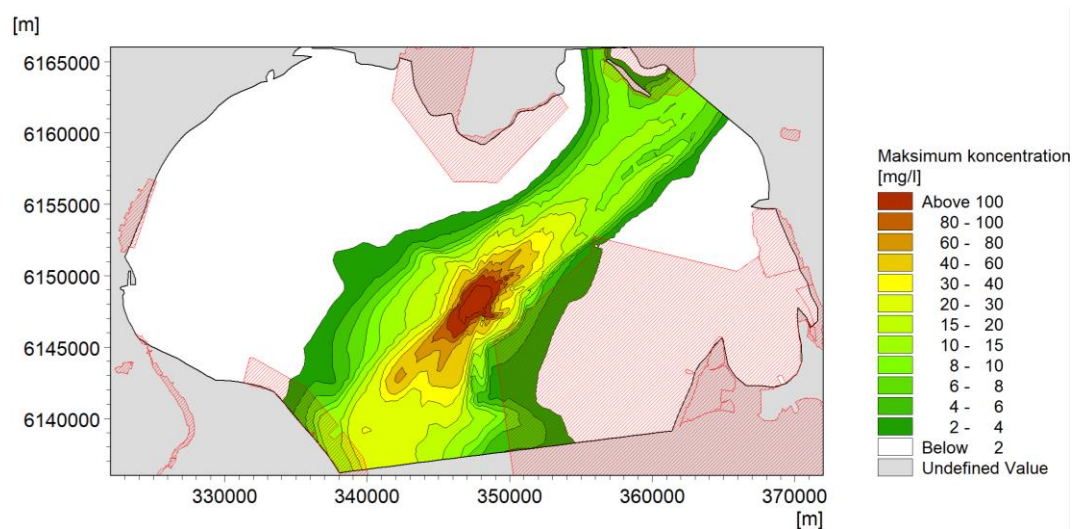 [m]
6165000
6160000
6155000
6150000
6145000
6140000
330000 340000 350000 360000 370000
[m]
Maksimum koncentration
[mg/l]
Above 100
80 - 100
60 - 80
40 - 60
30 - 40
20 - 30
15 - 20
10 - 15
8 - 10
6 - 8
4 - 6
2 - 4
Below 2
Undefined Value